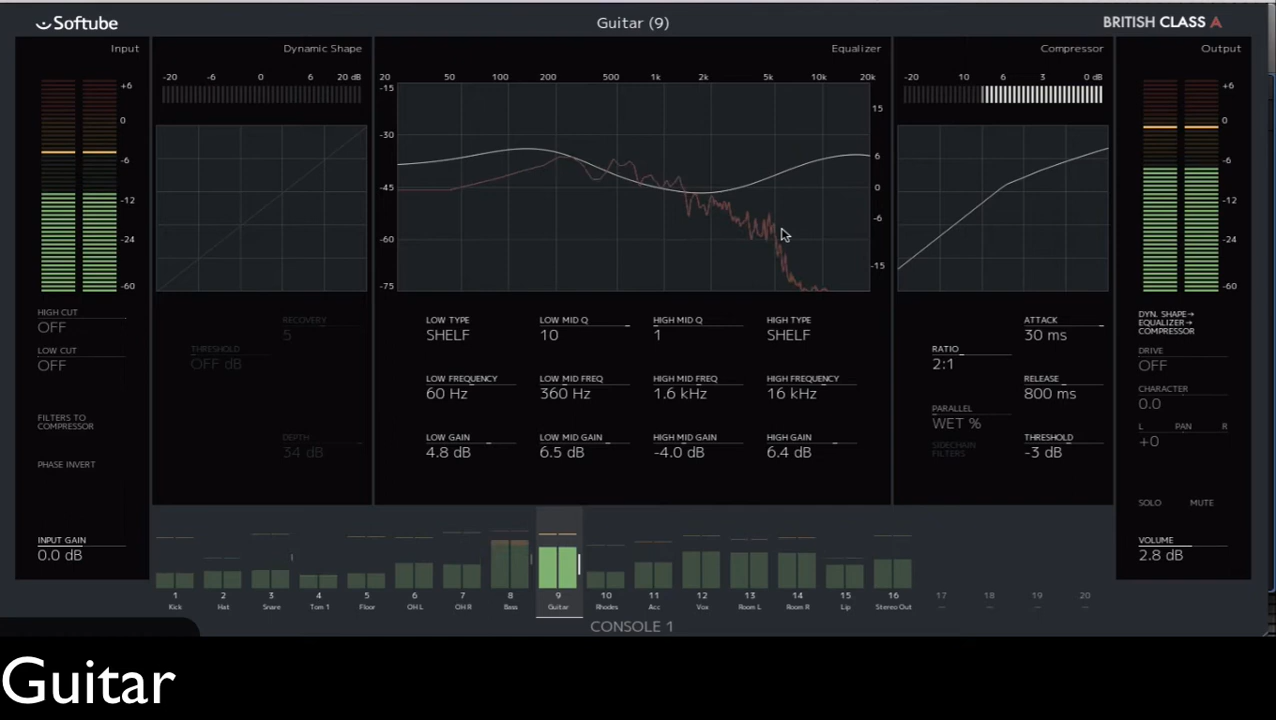 Softube
Guitar (9)
BRITISH CLASS A
Input
Dynamic Shape
Equalizer
Compressor
Output
+6
0
-6
-12
-24
-60
-20 -6 0 6 20 dB
20 50 100 200 500 1k 2k 5k 10k 20k
-15
-30
-45
-60
-75
15
6
0
-6
-15
-20 10 6 3 0 dB
+6
0
-6
-12
-24
-60
HIGH CUT
OFF
LOW CUT
OFF
FILTERS TO
COMPRESSOR
PHASE INVERT
INPUT GAIN
0.0 dB
RECOVERY
5
THRESHOLD
OFF dB
DEPTH
34 dB
LOW TYPE
SHELF
LOW MID Q
10
HIGH MID Q
1
HIGH TYPE
SHELF
LOW FREQUENCY
60 Hz
LOW MID FREQ
360 Hz
HIGH MID FREQ
1.6 kHz
HIGH FREQUENCY
16 kHz
LOW GAIN
4.8 dB
LOW MID GAIN
6.5 dB
HIGH MID GAIN
-4.0 dB
HIGH GAIN
6.4 dB
ATTACK
30 ms
RATIO
2:1
RELEASE
800 ms
PARALLEL
WET %
SIDECHAIN
FILTERS
THRESHOLD
-3 dB
DYN. SHAPE→
EQUALIZER→
COMPRESSOR
DRIVE
OFF
CHARACTER
0.0
L PAN R
+0
SOLO MUTE
VOLUME
2.8 dB
1 2 3 4 5 6 7 8 9 10 11 12 13 14 15 16 17 18 19 20
Kick Hat Snare Tom 1 Floor OH L OH R Bass Guitar Rhodes Acc Vox Room L Room R Lip Stereo Out — — — —
CONSOLE 1
Guitar